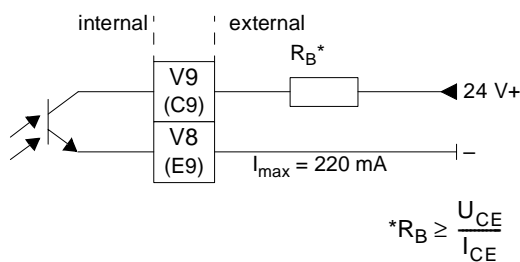 internal external
R_B*
V9
(C9)
24 V+
V8
(E9)
I_max = 220 mA
–
*R_B ≥ U_CE / I_CE